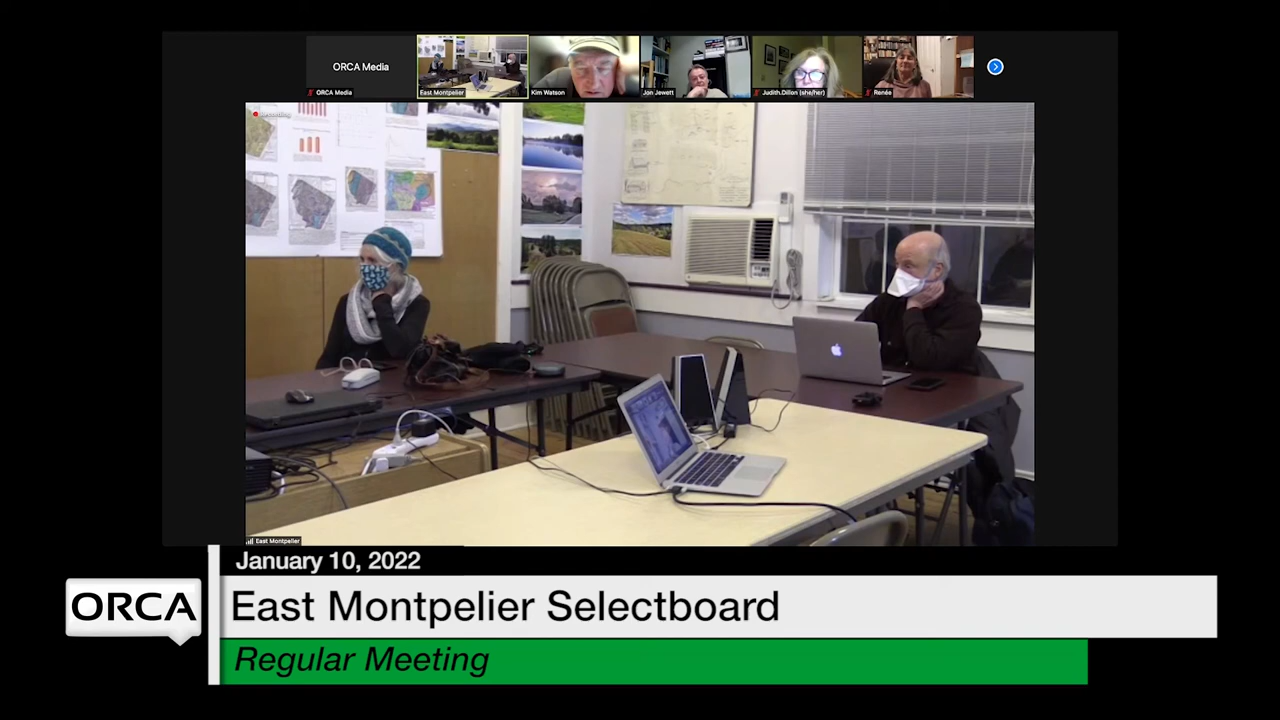 ORCA Media
ORCA Media
East Montpelier
Kim Watson
Jon Jewett
Judith.Dillon (she/her)
Renée
Recording
East Montpelier
January 10, 2022
ORCA
East Montpelier Selectboard
Regular Meeting